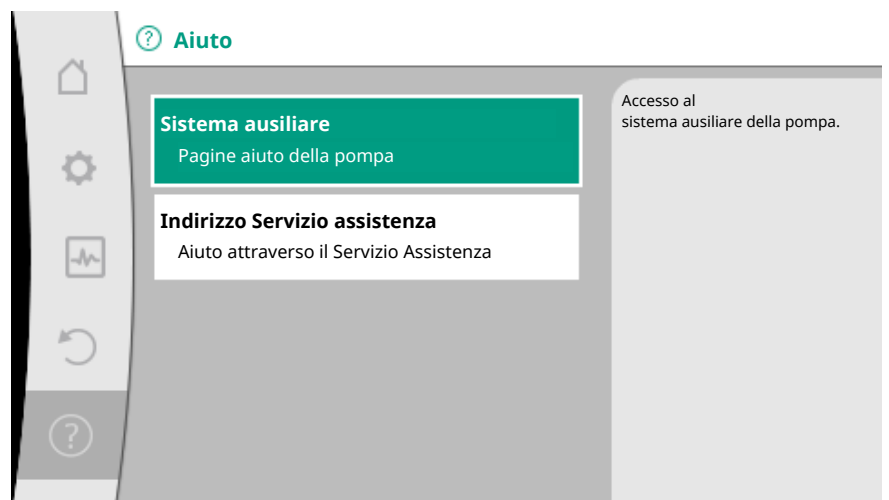 Aiuto
Sistema ausiliare
Pagine aiuto della pompa
Indirizzo Servizio assistenza
Aiuto attraverso il Servizio Assistenza
Accesso al
sistema ausiliare della pompa.